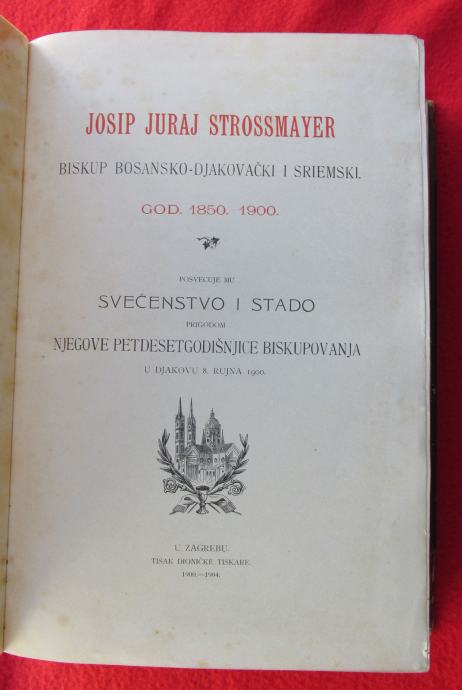 JOSIP JURAJ STROSSMAYER
BISKUP BOSANSKO-DJAKOVAČKI I SRIEMSKI.
GOD. 1850. 1900.
POSVEĆUJE MU
SVEĆENSTVO I STADO
PRIGODOM
NJEGOVE PETDESETGODIŠNJICE BISKUPOVANJA
U DJAKOVU 8. RUJNA 1900.
U ZAGREBU.
TISAK DIONIČKE TISKARE.
1900.—1904.